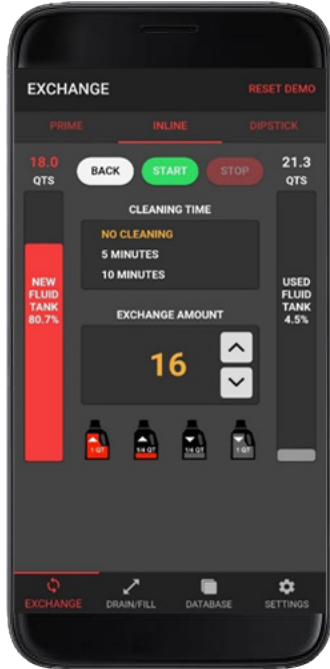 EXCHANGE
RESET DEMO
PRIME
INLINE
DIPSTICK
18.0
QTS
BACK
START
STOP
21.3
QTS
CLEANING TIME
NO CLEANING
5 MINUTES
10 MINUTES
NEW
FLUID
TANK
80.7%
USED
FLUID
TANK
4.5%
EXCHANGE AMOUNT
16
1 QT
1/4 QT
1/4 QT
1 QT
EXCHANGE
DRAIN/FILL
DATABASE
SETTINGS